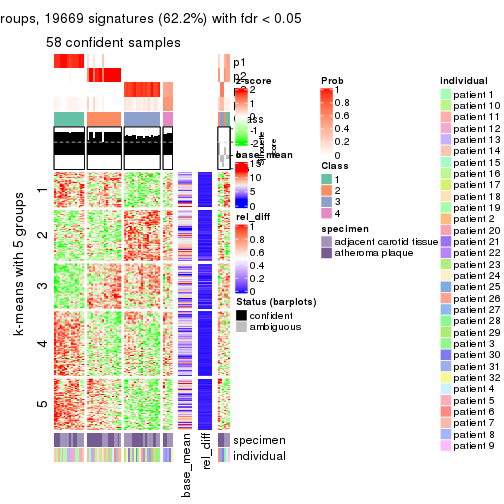 roups, 19669 signatures (62.2%) with fdr < 0.05
58 confident samples
p1
p2
z-score
2
1
0
-1
-2
base_mean
15
10
5
0
rel_diff
1
0.8
0.6
0.4
0.2
0
Status (barplots)
confident
ambiguous
Prob
1
0.8
0.6
0.4
0.2
0
Class
1
2
3
4
specimen
adjacent carotid tissue
atheroma plaque
individual
patient 1
patient 10
patient 11
patient 12
patient 13
patient 14
patient 15
patient 16
patient 17
patient 18
patient 19
patient 2
patient 20
patient 21
patient 22
patient 23
patient 24
patient 25
patient 26
patient 27
patient 28
patient 29
patient 3
patient 30
patient 31
patient 32
patient 4
patient 5
patient 6
patient 7
patient 8
patient 9
k-means with 5 groups
1
2
3
4
5
specimen
individual
base_mean
rel_diff